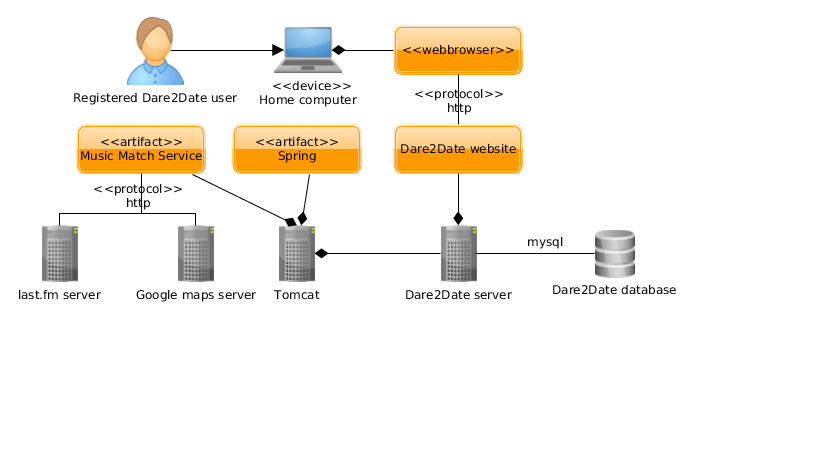 <<webbrowser>>
Registered Dare2Date user
<<device>>
Home computer
<<protocol>>
http
<<artifact>>
Music Match Service
<<artifact>>
Spring
Dare2Date website
<<protocol>>
http
mysql
last.fm server
Google maps server
Tomcat
Dare2Date server
Dare2Date database